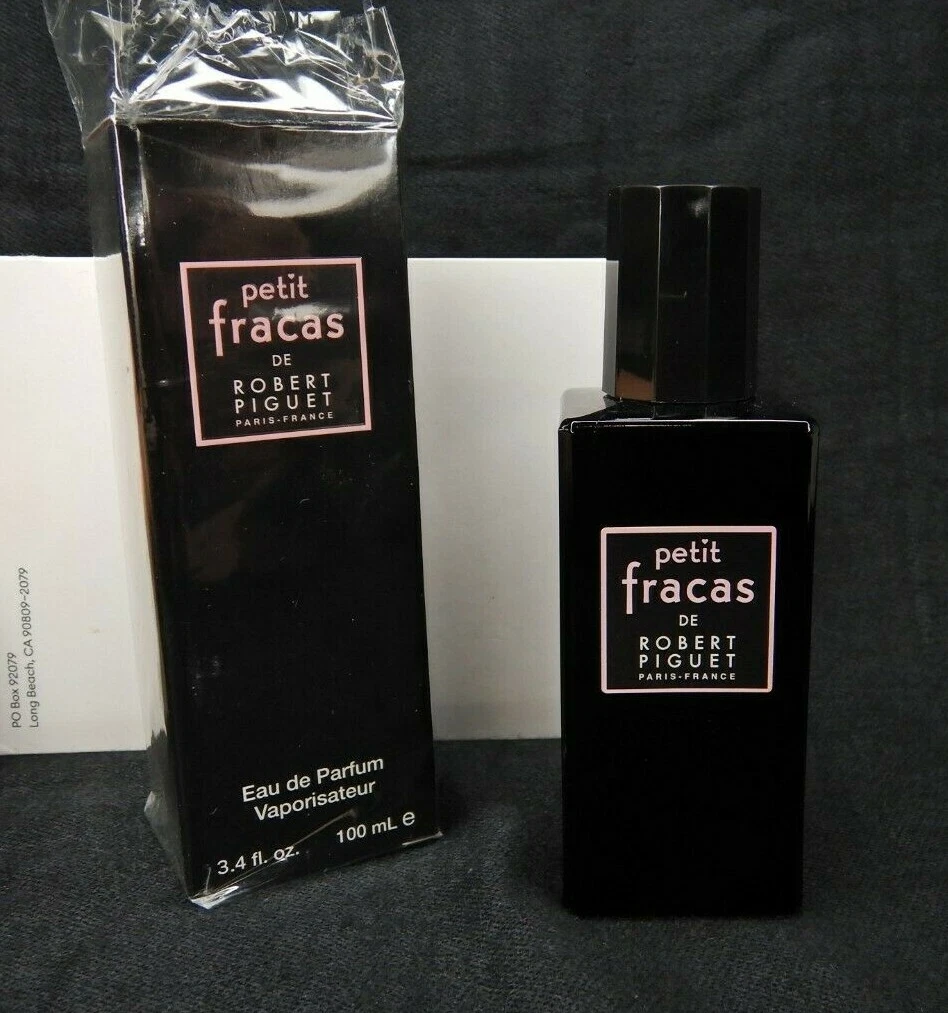 petit
fracas
DE
ROBERT
PIGUET
PARIS-FRANCE
Eau de Parfum
Vaporisateur
3.4 fl. oz. 100 mL e
petit
fracas
DE
ROBERT
PIGUET
PARIS-FRANCE
PO Box 92079
Long Beach, CA 90809-2079